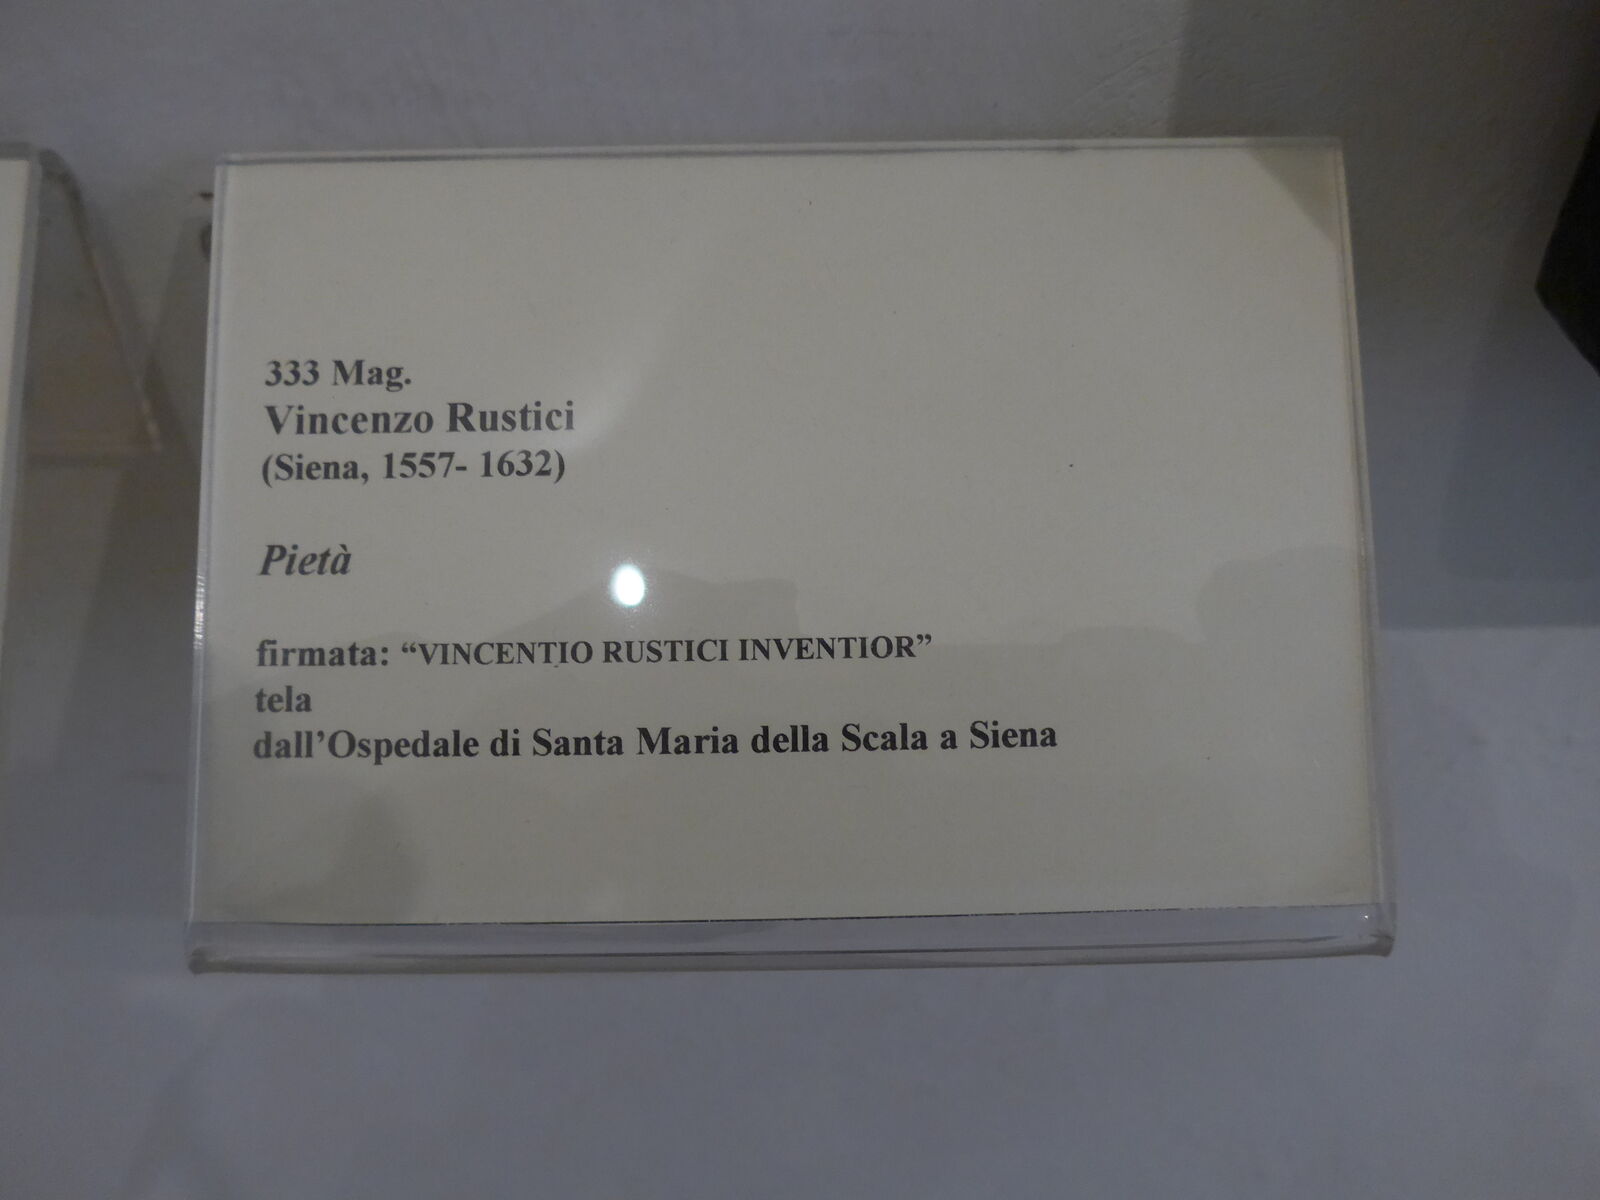 333 Mag.
Vincenzo Rustici
(Siena, 1557- 1632)
Pietà
firmata: “VINCENTIO RUSTICI INVENTIOR”
tela
dall’Ospedale di Santa Maria della Scala a Siena